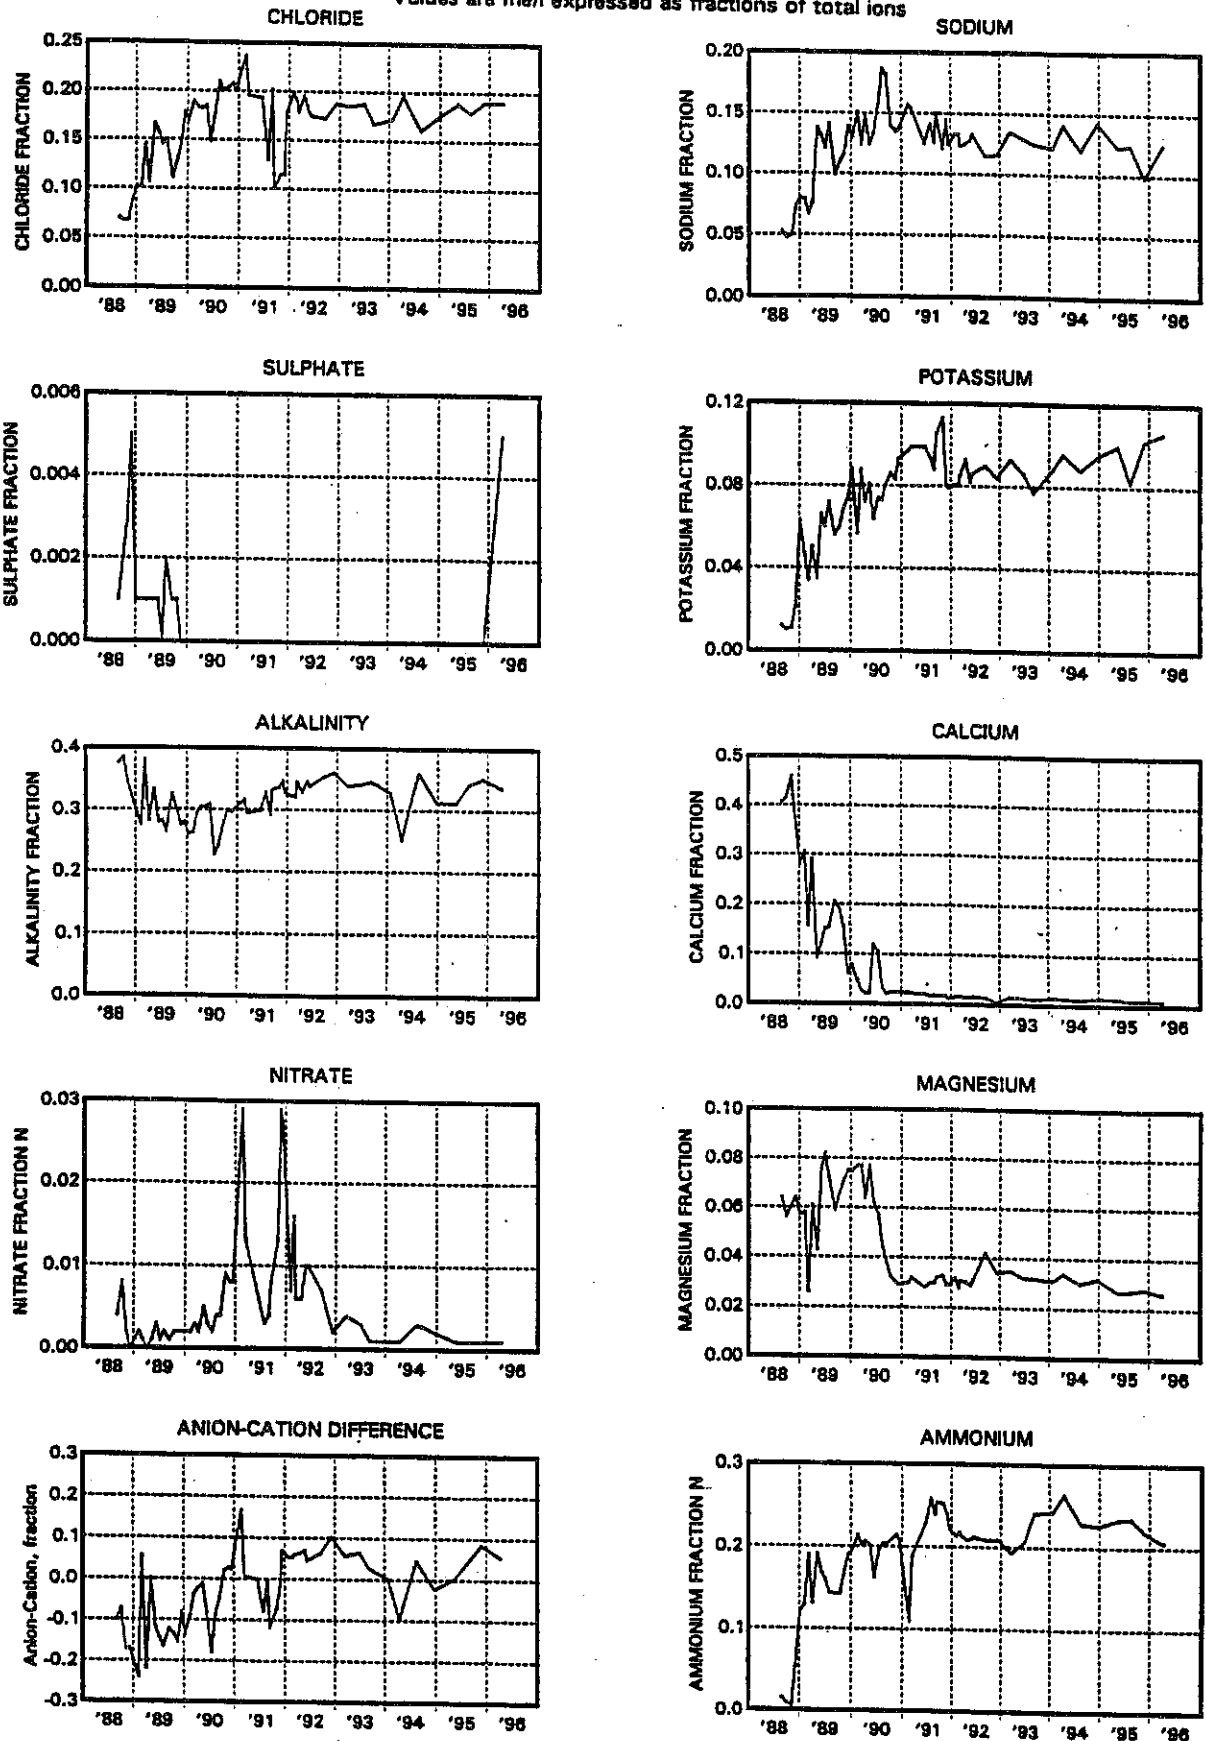 Values are then expressed as fractions of total ions
CHLORIDE
CHLORIDE FRACTION
0.25
0.20
0.15
0.10
0.05
0.00
'88 '89 '90 '91 '92 '93 '94 '95 '96
SODIUM
SODIUM FRACTION
0.20
0.15
0.10
0.05
0.00
'88 '89 '90 '91 '92 '93 '94 '95 '96
SULPHATE
SULPHATE FRACTION
0.006
0.004
0.002
0.000
'88 '89 '90 '91 '92 '93 '94 '95 '96
POTASSIUM
POTASSIUM FRACTION
0.12
0.08
0.04
0.00
'88 '89 '90 '91 '92 '93 '94 '95 '96
ALKALINITY
ALKALINITY FRACTION
0.4
0.3
0.2
0.1
0.0
'88 '89 '90 '91 '92 '93 '94 '95 '96
CALCIUM
CALCIUM FRACTION
0.5
0.4
0.3
0.2
0.1
0.0
'88 '89 '90 '91 '92 '93 '94 '95 '96
NITRATE
NITRATE FRACTION N
0.03
0.02
0.01
0.00
'88 '89 '90 '91 '92 '93 '94 '95 '96
MAGNESIUM
MAGNESIUM FRACTION
0.10
0.08
0.06
0.04
0.02
0.00
'88 '89 '90 '91 '92 '93 '94 '95 '96
ANION-CATION DIFFERENCE
Anion-Cation, fraction
0.3
0.2
0.1
0.0
-0.1
-0.2
-0.3
'88 '89 '90 '91 '92 '93 '94 '95 '96
AMMONIUM
AMMONIUM FRACTION N
0.3
0.2
0.1
0.0
'88 '89 '90 '91 '92 '93 '94 '95 '96